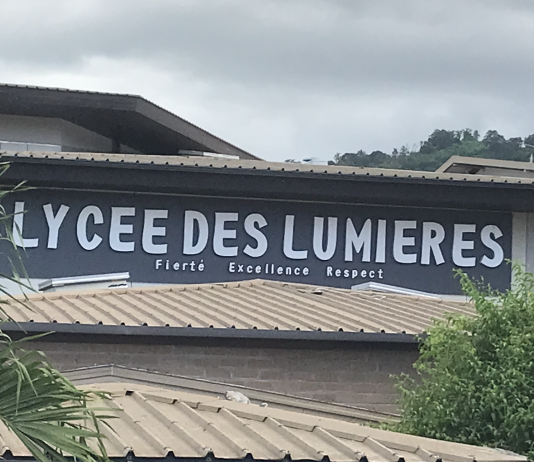 LYCEE DES LUMIERES
Fierté Excellence Respect